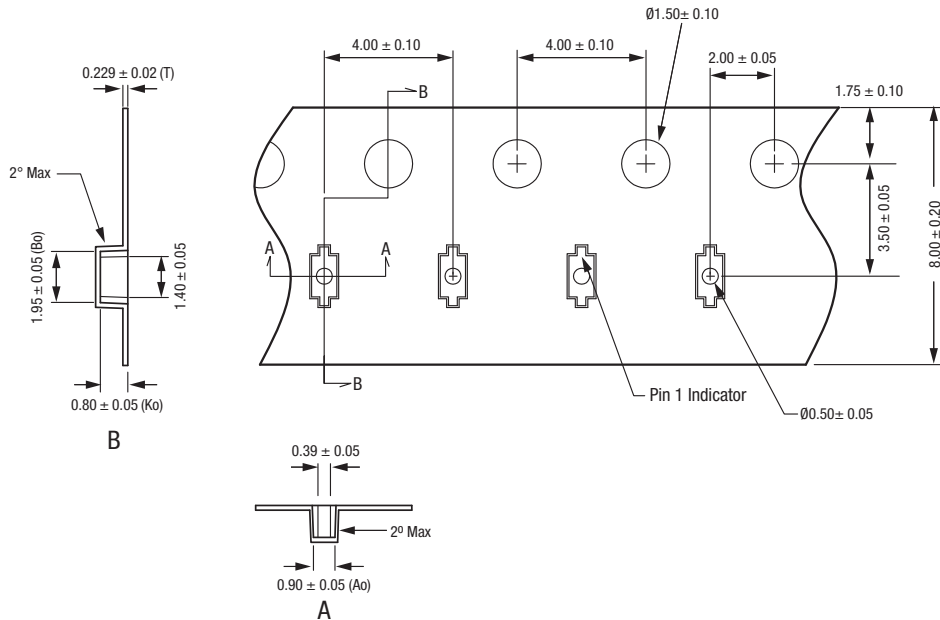 Ø1.50± 0.10
4.00 ± 0.10
4.00 ± 0.10
2.00 ± 0.05
0.229 ± 0.02 (T)
B
1.75 ± 0.10
2° Max
3.50 ± 0.05
8.00 ± 0.20
1.95 ± 0.05 (Bo)
1.40 ± 0.05
A
A
B
Pin 1 Indicator
Ø0.50± 0.05
0.80 ± 0.05 (Ko)
B
0.39 ± 0.05
2º Max
0.90 ± 0.05 (Ao)
A